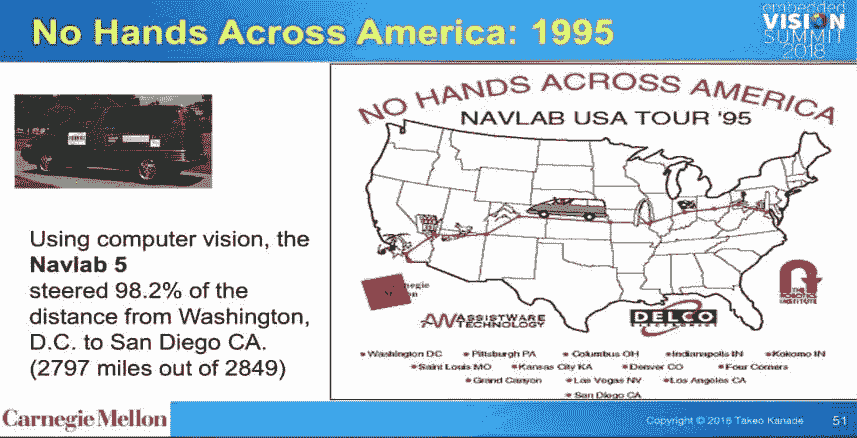 No Hands Across America: 1995
embedded
VISION
SUMMIT
2018
NO HANDS ACROSS AMERICA
NAVLAB USA TOUR '95
Using computer vision, the
Navlab 5
steered 98.2% of the
distance from Washington,
D.C. to San Diego CA.
(2797 miles out of 2849)
ASSISTWARE
TECHNOLOGY
DELCO
ELECTRONICS
THE
ROBOTICS
INSTITUTE
• Washington DC • Pittsburgh PA • Columbus OH • Indianapolis IN • Kokomo IN
• Saint Louis MO • Kansas City KA • Denver CO • Four Corners
• Grand Canyon • Las Vegas NV • Los Angeles CA
• San Diego CA
Carnegie Mellon
Copyright © 2018 Takeo Kanade
51